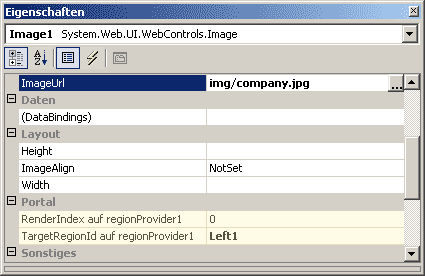 Eigenschaften
Image1 System.Web.UI.WebControls.Image
ImageUrl img/company.jpg ...
Daten
(DataBindings)
Layout
Height
ImageAlign NotSet
Width
Portal
RenderIndex auf regionProvider1 0
TargetRegionId auf regionProvider1 Left1
Sonstiges